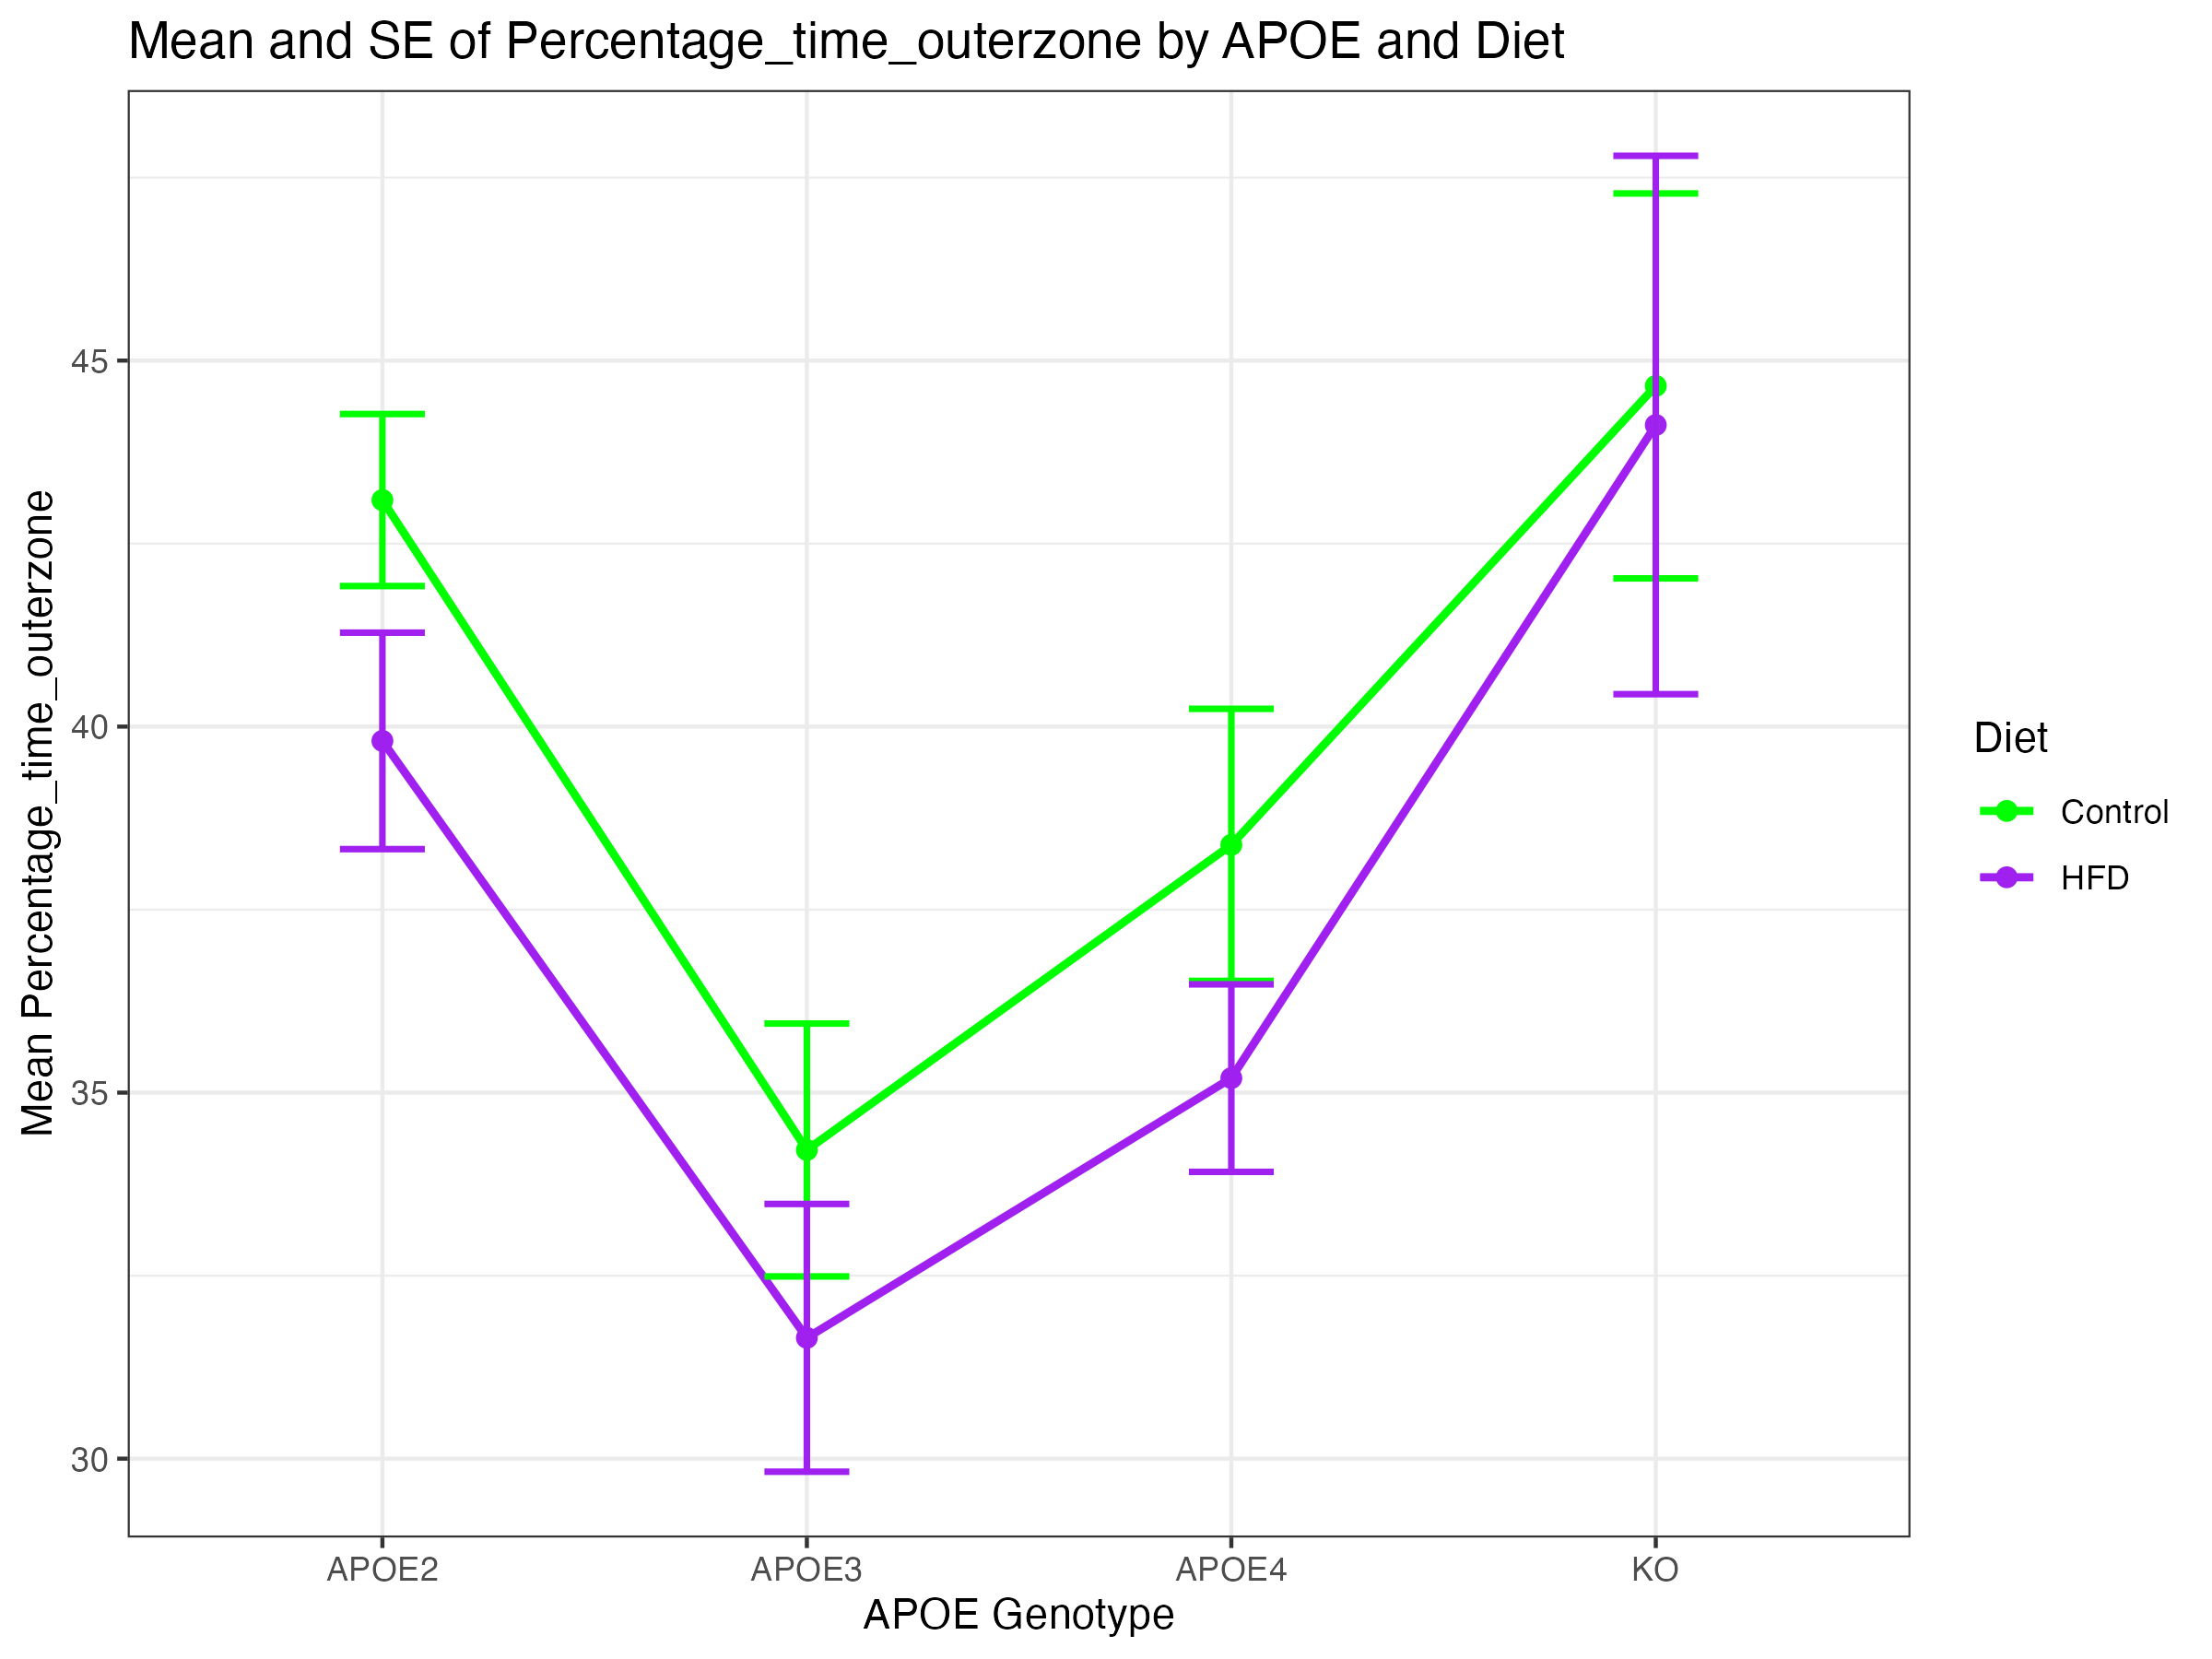 Mean and SE of Percentage_time_outerzone by APOE and Diet
Mean Percentage_time_outerzone
45
40
35
30
APOE2
APOE3
APOE4
KO
APOE Genotype
Diet
Control
HFD